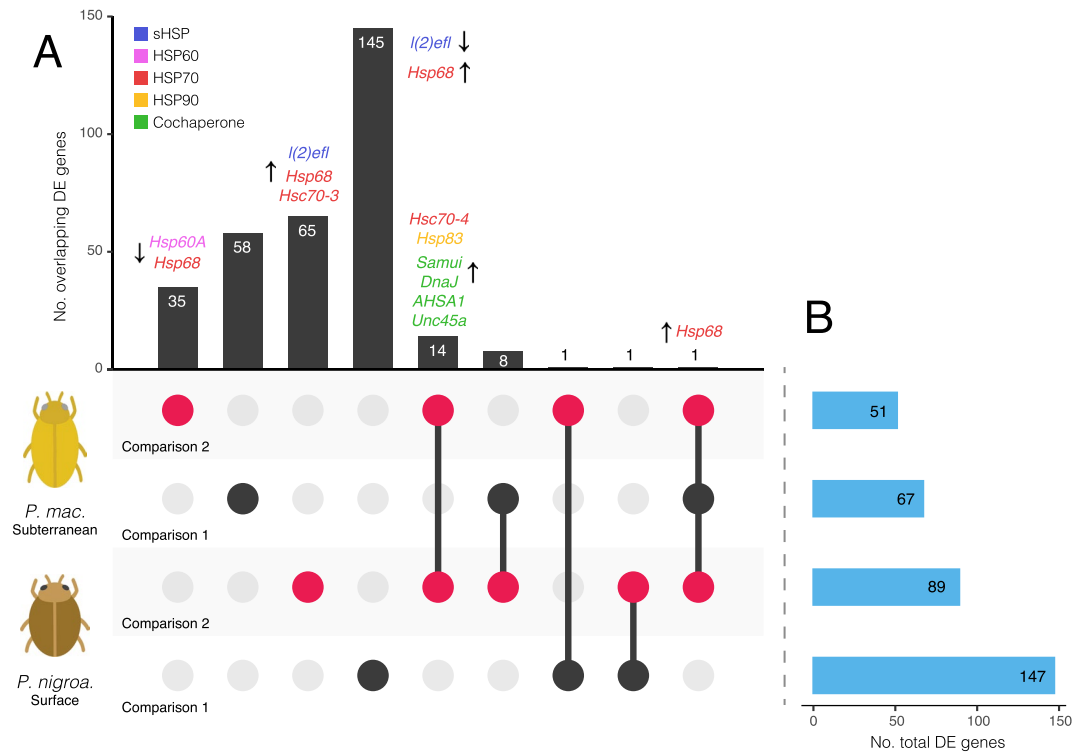 A
150
100
50
0
No. overlapping DE genes
sHSP
HSP60
HSP70
HSP90
Cochaperone
↓ Hsp60A
Hsp68
35
58
↑ l(2)efl
Hsp68
Hsc70-3
65
145
l(2)efl ↓
Hsp68 ↑
Hsc70-4
Hsp83
Samui ↑
DnaJ
AHSA1
Unc45a
14
8
1
1
↑ Hsp68
1
P. mac.
Subterranean
Comparison 2
Comparison 1
P. nigroa.
Surface
Comparison 2
Comparison 1
B
51
67
89
147
0 50 100 150
No. total DE genes